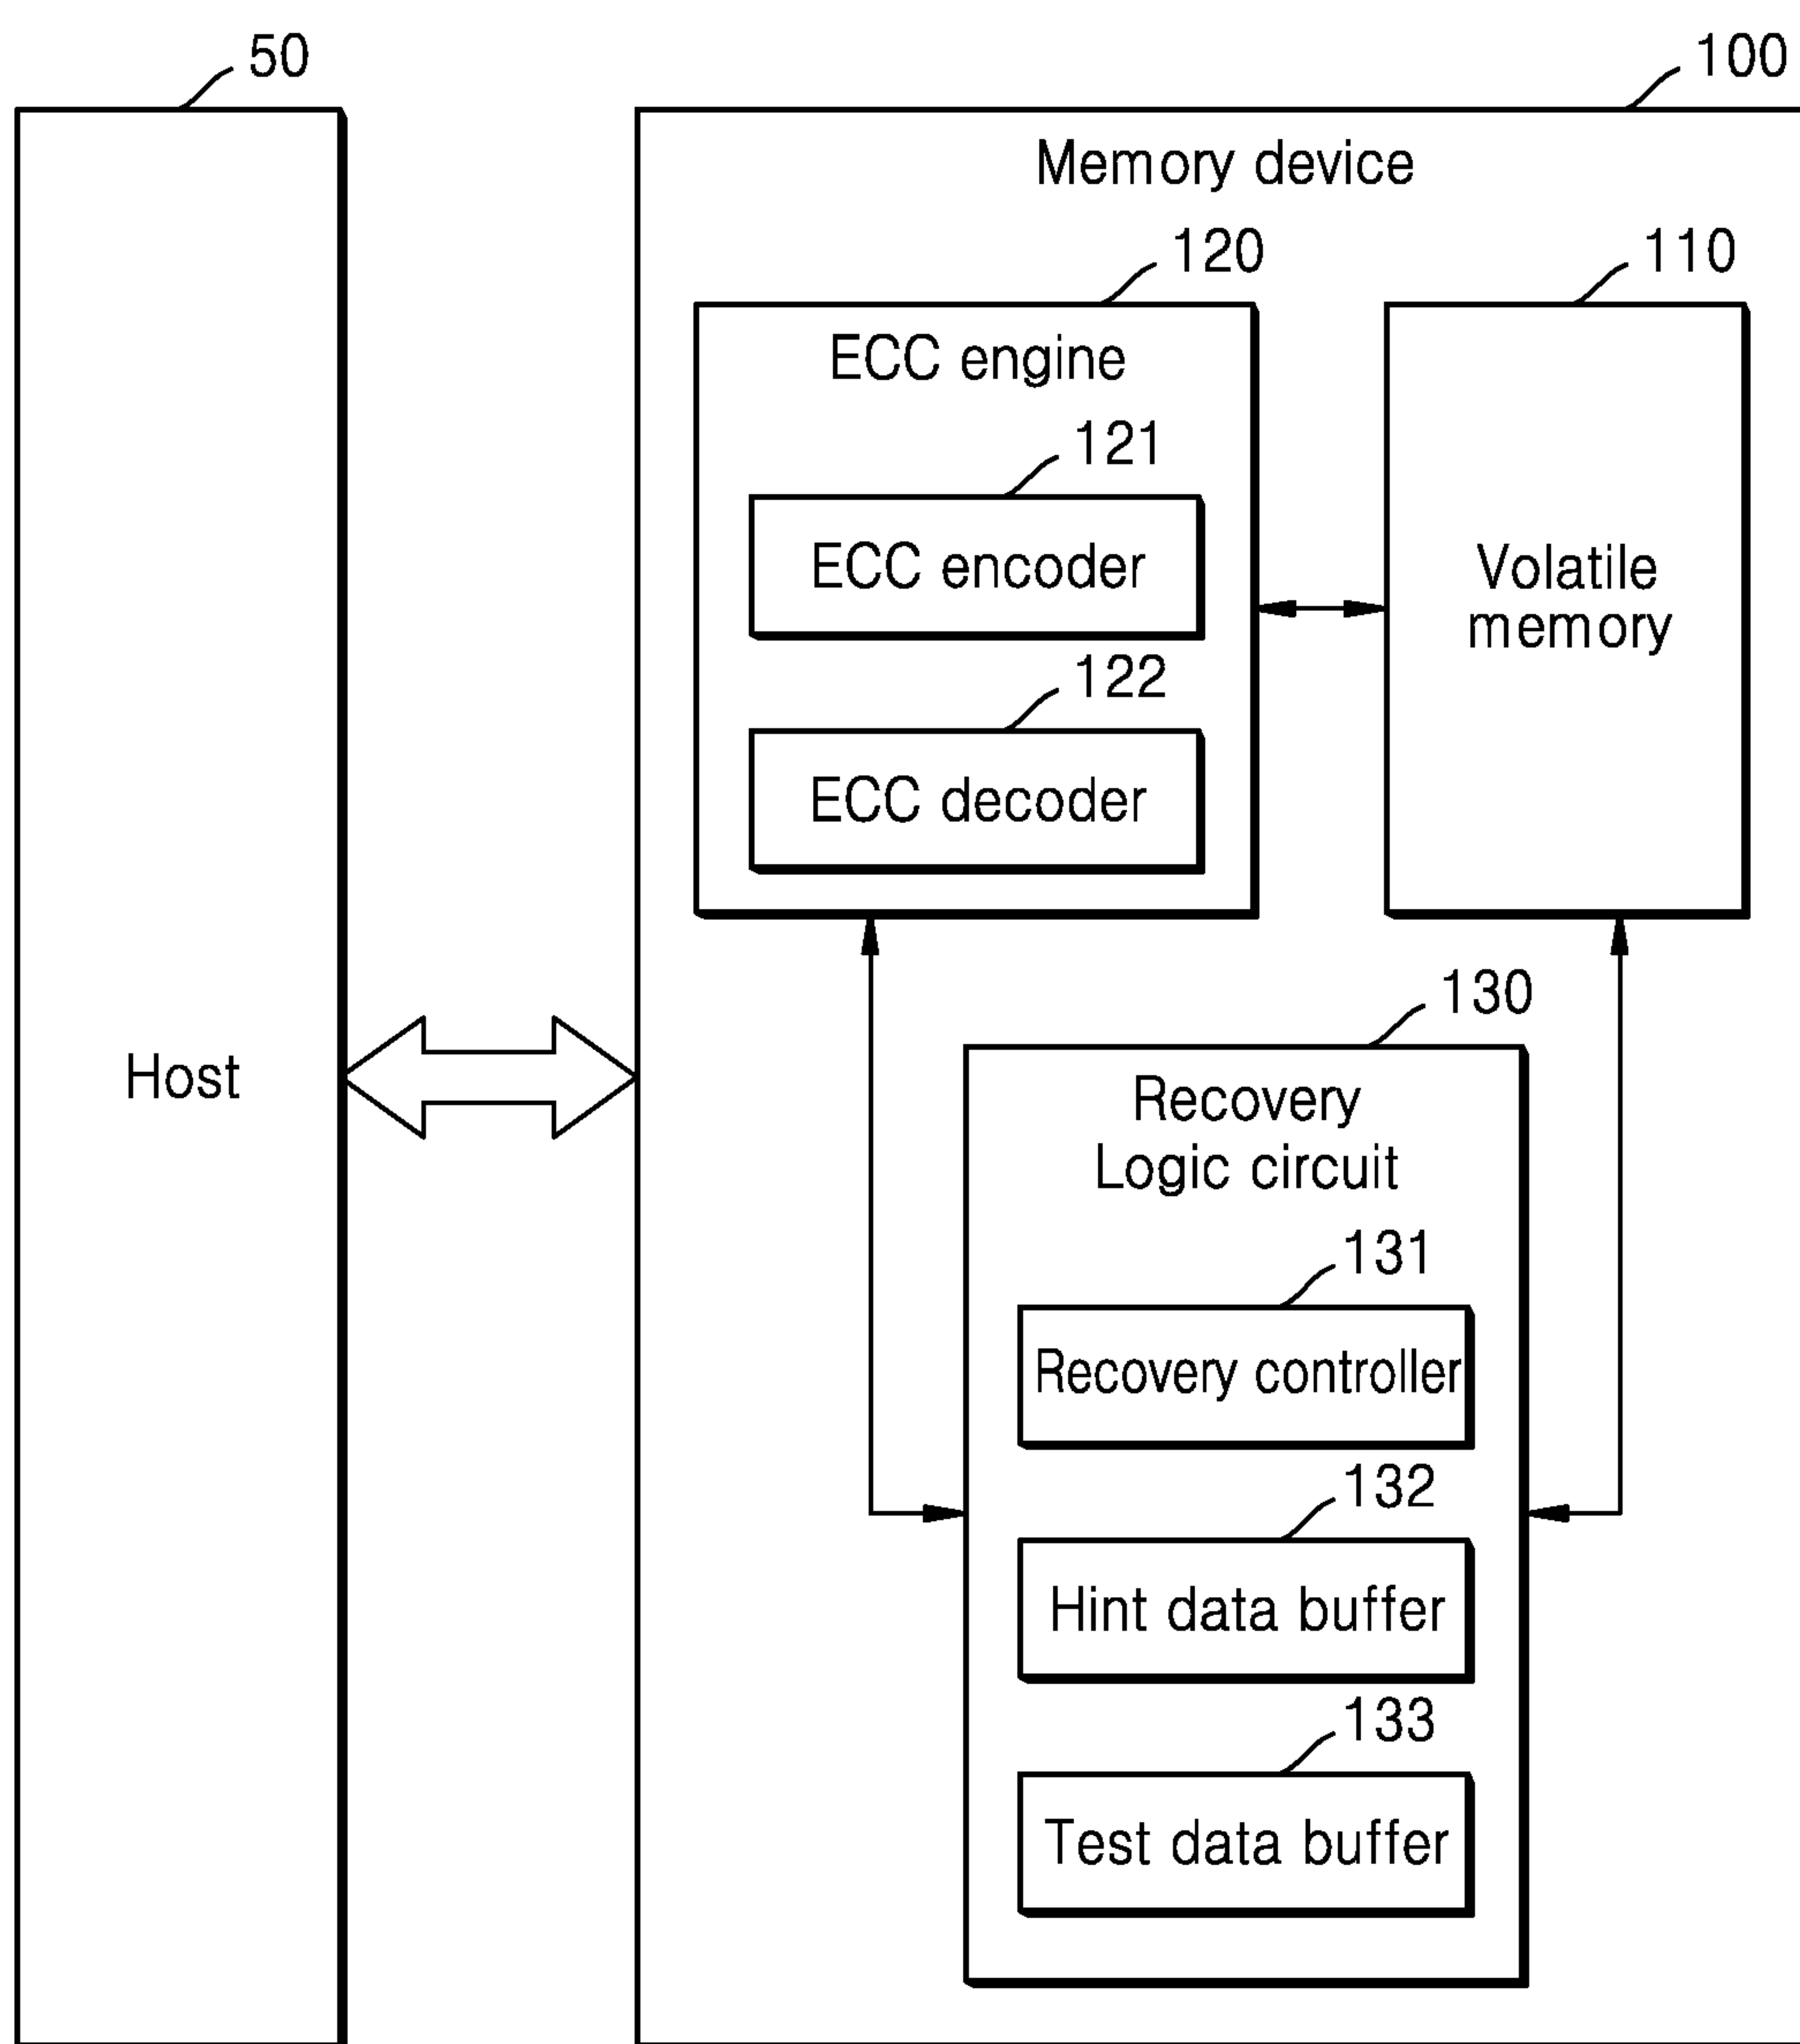 50
100
Memory device
120
110
ECC engine
121
ECC encoder
Volatile
memory
122
ECC decoder
130
Host
Recovery
Logic circuit
131
Recovery controller
132
Hint data buffer
133
Test data buffer